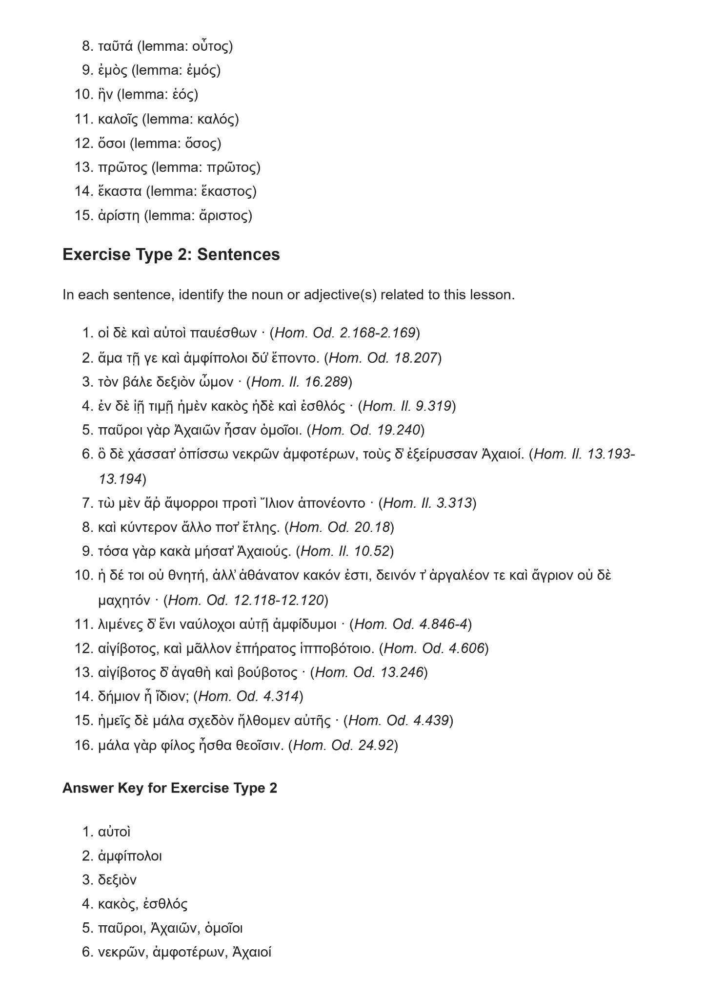 8. ταῦτά (lemma: οὗτος)
9. ἐμὸς (lemma: ἐμός)
10. ἣν (lemma: ἑός)
11. καλοῖς (lemma: καλός)
12. ὅσοι (lemma: ὅσος)
13. πρῶτος (lemma: πρῶτος)
14. ἕκαστα (lemma: ἕκαστος)
15. ἀρίστη (lemma: ἄριστος)
Exercise Type 2: Sentences
In each sentence, identify the noun or adjective(s) related to this lesson.
1. οἱ δὲ καὶ αὐτοὶ παυέσθων · (Hom. Od. 2.168-2.169)
2. ἅμα τῇ γε καὶ ἀμφίπολοι δύ̓ ἕποντο. (Hom. Od. 18.207)
3. τὸν βάλε δεξιὸν ὦμον · (Hom. Il. 16.289)
4. ἐν δὲ ἰῇ τιμῇ ἠμὲν κακὸς ἠδὲ καὶ ἐσθλός · (Hom. Il. 9.319)
5. παῦροι γὰρ Ἀχαιῶν ἦσαν ὁμοῖοι. (Hom. Od. 19.240)
6. ὃ δὲ χάσσατ̓ ὀπίσσω νεκρῶν ἀμφοτέρων, τοὺς δ̓ ἐξείρυσσαν Ἀχαιοί. (Hom. Il. 13.193-
13.194)
7. τὼ μὲν ἄῤ ἄψορροι προτὶ Ἴλιον ἀπονέοντο · (Hom. Il. 3.313)
8. καὶ κύντερον ἄλλο ποτ̓ ἔτλης. (Hom. Od. 20.18)
9. τόσα γὰρ κακὰ μήσατ̓ Ἀχαιούς. (Hom. Il. 10.52)
10. ἡ δέ τοι οὐ θνητή, ἀλλ̓ ἀθάνατον κακόν ἐστι, δεινόν τ̓ ἀργαλέον τε καὶ ἄγριον οὐ δὲ
μαχητόν · (Hom. Od. 12.118-12.120)
11. λιμένες δ̓ ἔνι ναύλοχοι αὐτῇ ἀμφίδυμοι · (Hom. Od. 4.846-4)
12. αἰγίβοτος, καὶ μᾶλλον ἐπήρατος ἱπποβότοιο. (Hom. Od. 4.606)
13. αἰγίβοτος δ̓ ἀγαθὴ καὶ βούβοτος · (Hom. Od. 13.246)
14. δήμιον ἦ ἴδιον; (Hom. Od. 4.314)
15. ἡμεῖς δὲ μάλα σχεδὸν ἤλθομεν αὐτῆς · (Hom. Od. 4.439)
16. μάλα γὰρ φίλος ἦσθα θεοῖσιν. (Hom. Od. 24.92)
Answer Key for Exercise Type 2
1. αὐτοὶ
2. ἀμφίπολοι
3. δεξιὸν
4. κακὸς, ἐσθλός
5. παῦροι, Ἀχαιῶν, ὁμοῖοι
6. νεκρῶν, ἀμφοτέρων, Ἀχαιοί